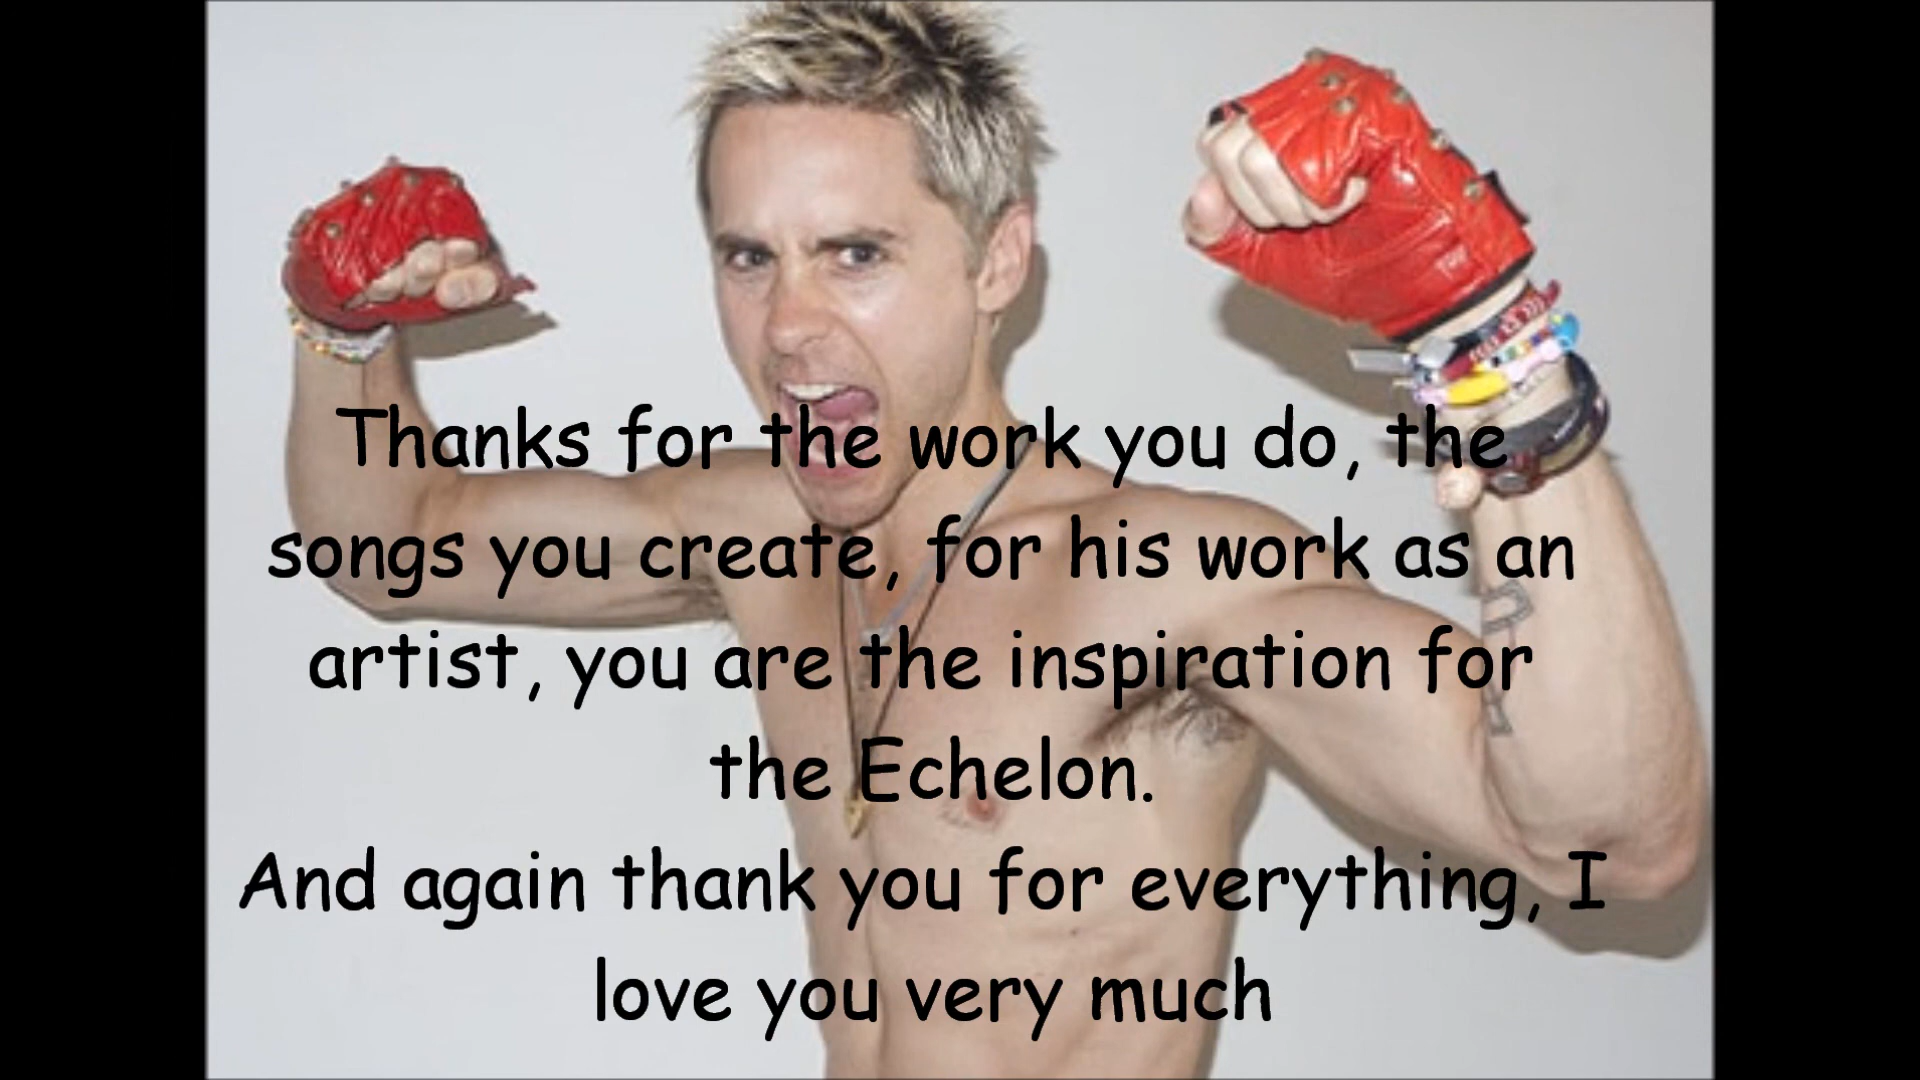 Thanks for the work you do, the
songs you create, for his work as an
artist, you are the inspiration for
the Echelon.
And again thank you for everything, I
love you very much